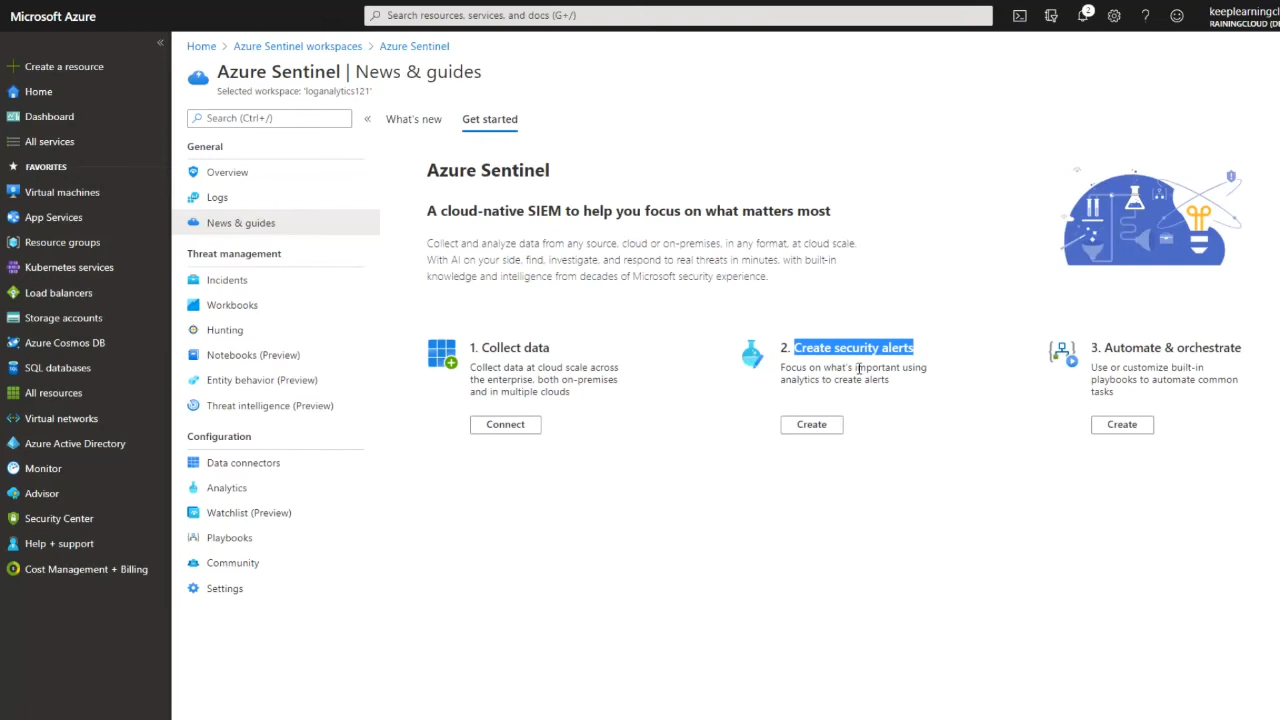 Microsoft Azure
Search resources, services, and docs (G+/)
2
keeplearningcl
RAININGCLOUD (DE
Create a resource
Home
Dashboard
All services
FAVORITES
Virtual machines
App Services
Resource groups
Kubernetes services
Load balancers
Storage accounts
Azure Cosmos DB
SQL databases
All resources
Virtual networks
Azure Active Directory
Monitor
Advisor
Security Center
Help + support
Cost Management + Billing
Home > Azure Sentinel workspaces > Azure Sentinel
Azure Sentinel | News & guides
Selected workspace: 'loganalytics121'
Search (Ctrl+/)
General
Overview
Logs
News & guides
Threat management
Incidents
Workbooks
Hunting
Notebooks (Preview)
Entity behavior (Preview)
Threat intelligence (Preview)
Configuration
Data connectors
Analytics
Watchlist (Preview)
Playbooks
Community
Settings
What's new
Get started
Azure Sentinel
A cloud-native SIEM to help you focus on what matters most
Collect and analyze data from any source, cloud or on-premises, in any format, at cloud scale.
With AI on your side, find, investigate, and respond to real threats in minutes, with built-in
knowledge and intelligence from decades of Microsoft security experience.
1. Collect data
Collect data at cloud scale across
the enterprise, both on-premises
and in multiple clouds
Connect
2. Create security alerts
Focus on what's important using
analytics to create alerts
Create
3. Automate & orchestrate
Use or customize built-in
playbooks to automate common
tasks
Create